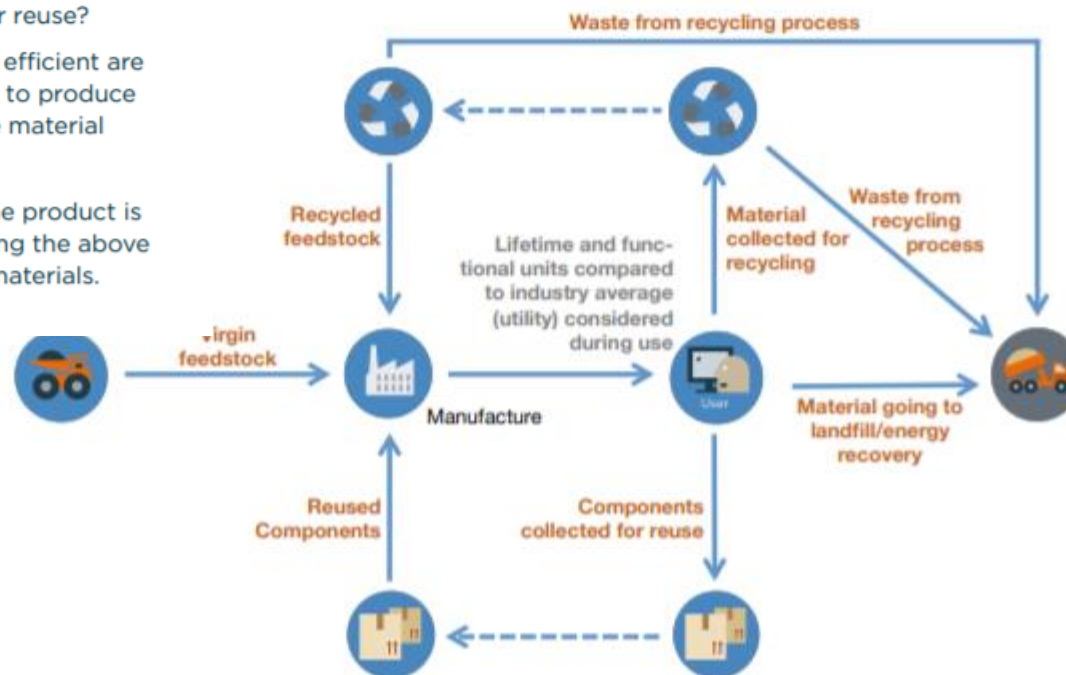 r reuse?
efficient are
to produce
material
e product is
ng the above
naterials.
Waste from recycling process
Recycled
feedstock
Material
collected for
recycling
Waste from
recycling
process
Lifetime and func-
tional units compared
to industry average
(utility) considered
during use
irgin
feedstock
Manufacture
User
Material going to
landfill/energy
recovery
Reused
Components
Components
collected for reuse